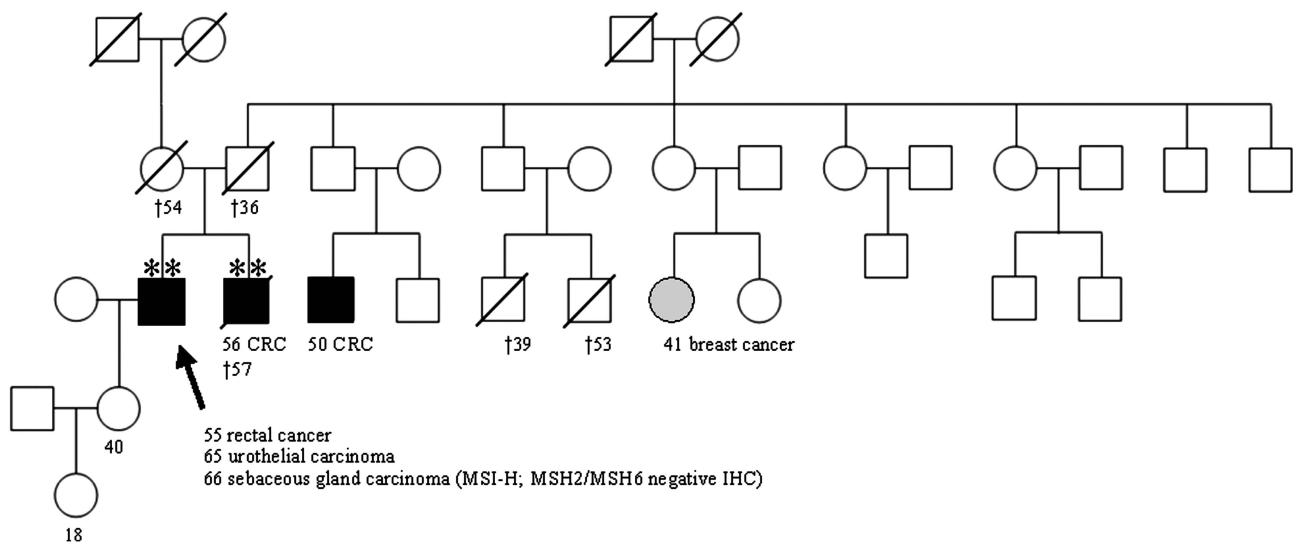 †54
†36
** **
56 CRC
†57
50 CRC
†39
†53
41 breast cancer
40
55 rectal cancer
65 urothelial carcinoma
66 sebaceous gland carcinoma (MSI-H; MSH2/MSH6 negative IHC)
18